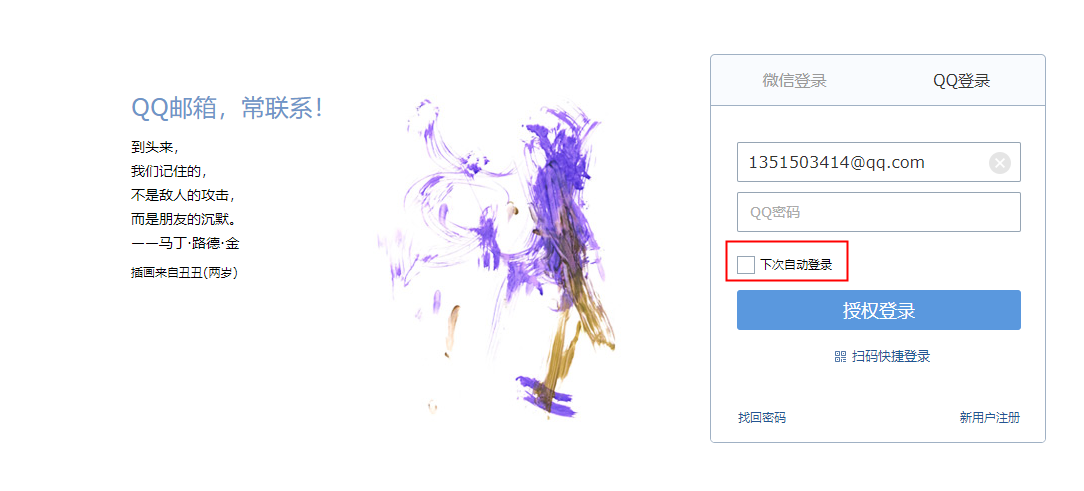 QQ邮箱，常联系！
到头来，
我们记住的，
不是敌人的攻击，
而是朋友的沉默。
——马丁·路德·金
插画来自丑丑(两岁)
微信登录 QQ登录
1351503414@qq.com
QQ密码
下次自动登录
授权登录
扫码快捷登录
找回密码 新用户注册